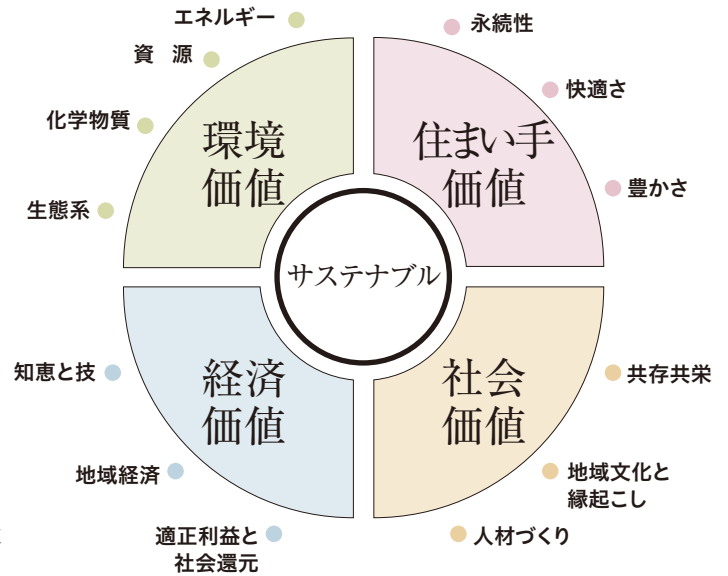 エネルギー
資　源
化学物質
生態系
環境
価値
永続性
快適さ
豊かさ
住まい手
価値
サステナブル
知恵と技
地域経済
適正利益と
社会還元
経済
価値
社会
価値
共存共栄
地域文化と
縁起こし
人材づくり